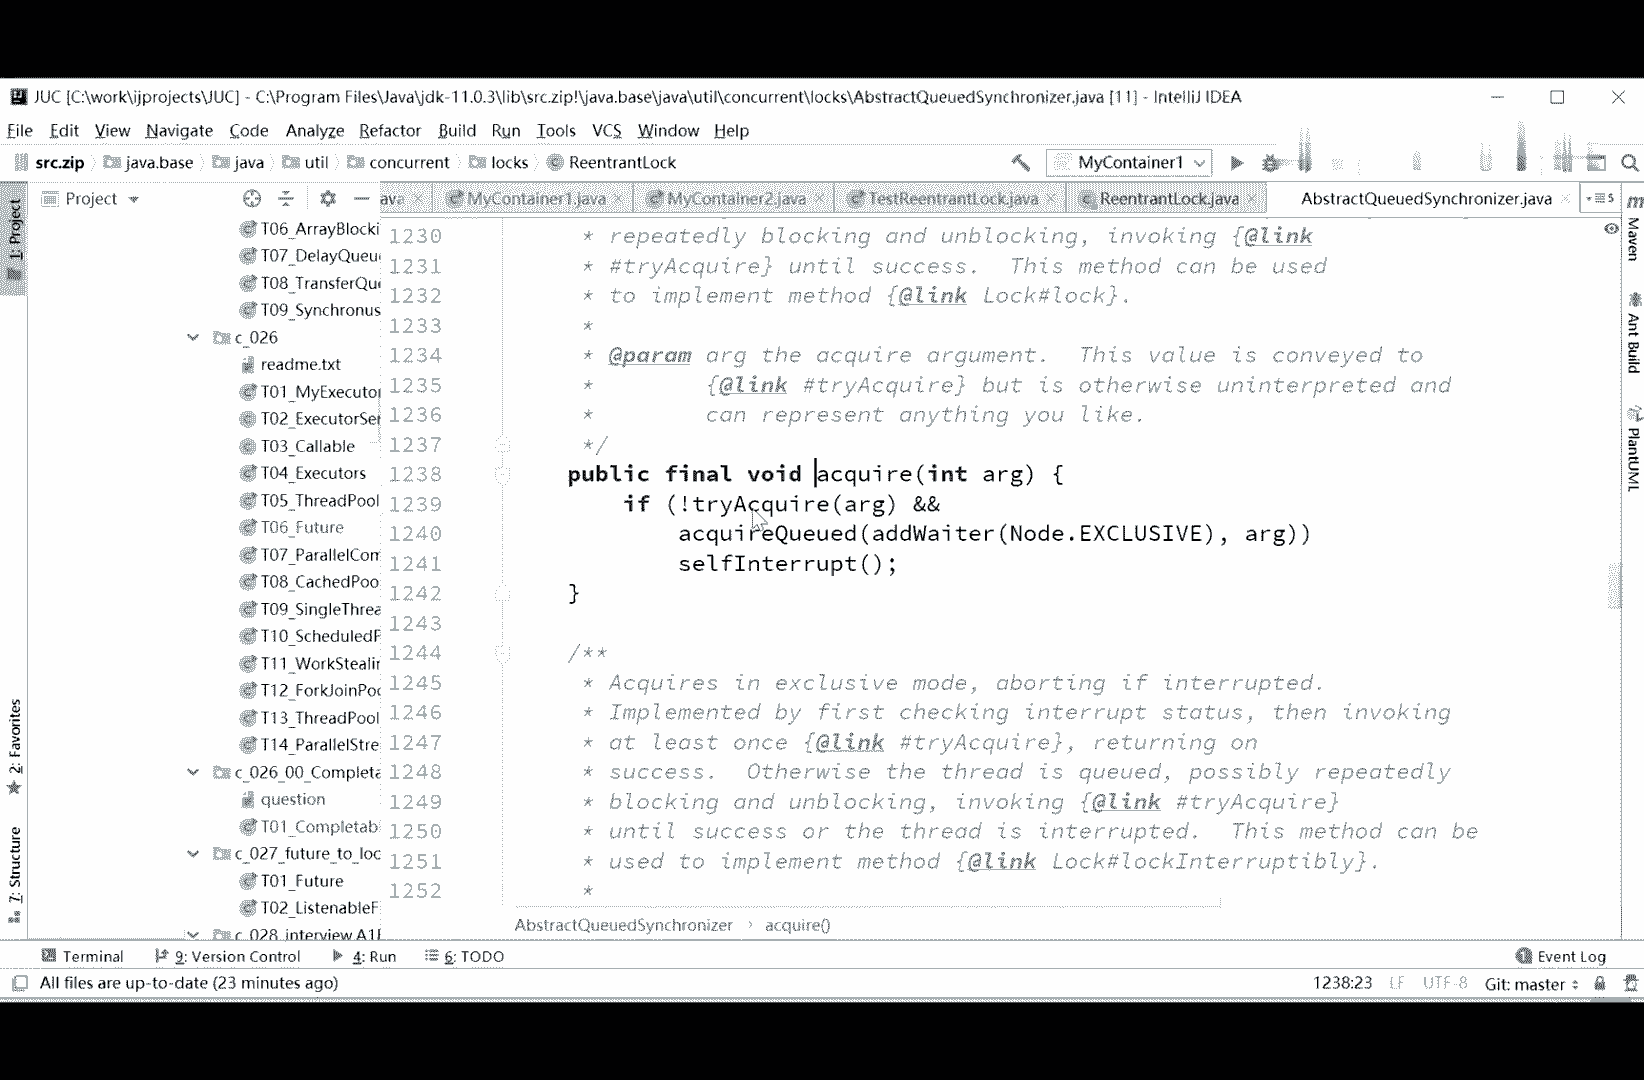 JUC [C:\work\ijprojects\JUC] - C:\Program Files\Java\jdk-11.0.3\lib\src.zip!\java.base\java\util\concurrent\locks\AbstractQueuedSynchronizer.java [11] - IntelliJ IDEA
File Edit View Navigate Code Analyze Refactor Build Run Tools VCS Window Help
src.zip java.base java util concurrent locks ReentrantLock MyContainer1
Project ava MyContainer1.java MyContainer2.java TestReentrantLock.java ReentrantLock.java AbstractQueuedSynchronizer.java 5
1: Project
2: Favorites
7: Structure
T06_ArrayBlocki
T07_DelayQueu
T08_TransferQu
T09_Synchronus
c_026
readme.txt
T01_MyExecutor
T02_ExecutorSer
T03_Callable
T04_Executors
T05_ThreadPool
T06_Future
T07_ParallelCom
T08_CachedPoo
T09_SingleThrea
T10_ScheduledP
T11_WorkStealin
T12_ForkJoinPoo
T13_ThreadPool
T14_ParallelStre
c_026_00_Completa
question
T01_Completab
c_027_future_to_loc
T01_Future
T02_ListenableF
c_028_interview_A1B
1230 * repeatedly blocking and unblocking, invoking {@link
1231 * #tryAcquire} until success. This method can be used
1232 * to implement method {@link Lock#lock}.
1233 *
1234 * @param arg the acquire argument. This value is conveyed to
1235 * {@link #tryAcquire} but is otherwise uninterpreted and
1236 * can represent anything you like.
1237 */
1238 public final void acquire(int arg) {
1239 if (!tryAcquire(arg) &&
1240 acquireQueued(addWaiter(Node.EXCLUSIVE), arg))
1241 selfInterrupt();
1242 }
1243
1244 /**
1245 * Acquires in exclusive mode, aborting if interrupted.
1246 * Implemented by first checking interrupt status, then invoking
1247 * at least once {@link #tryAcquire}, returning on
1248 * success. Otherwise the thread is queued, possibly repeatedly
1249 * blocking and unblocking, invoking {@link #tryAcquire}
1250 * until success or the thread is interrupted. This method can be
1251 * used to implement method {@link Lock#lockInterruptibly}.
1252 *
AbstractQueuedSynchronizer › acquire()
m Maven
Ant Build
PlantUML
Terminal 9: Version Control 4: Run 6: TODO 1 Event Log
All files are up-to-date (23 minutes ago) 1238:23 LF UTF-8 Git: master